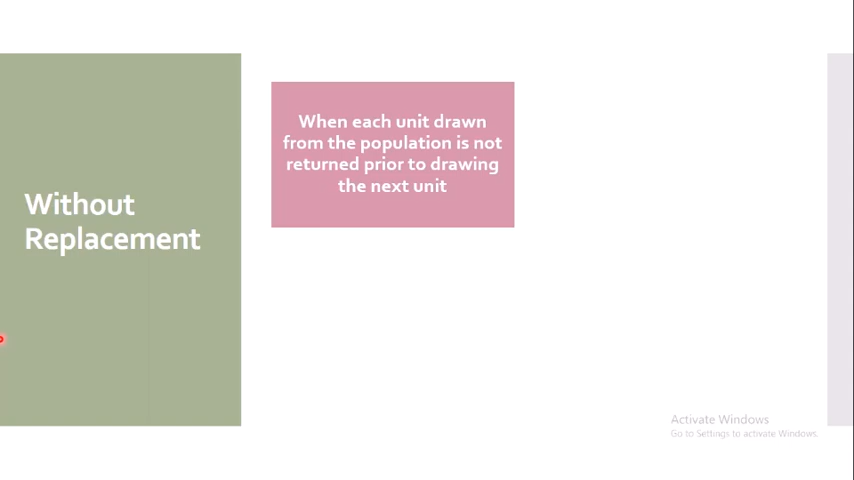 Without
Replacement
When each unit drawn
from the population is not
returned prior to drawing
the next unit
Activate Windows
Go to Settings to activate Windows.